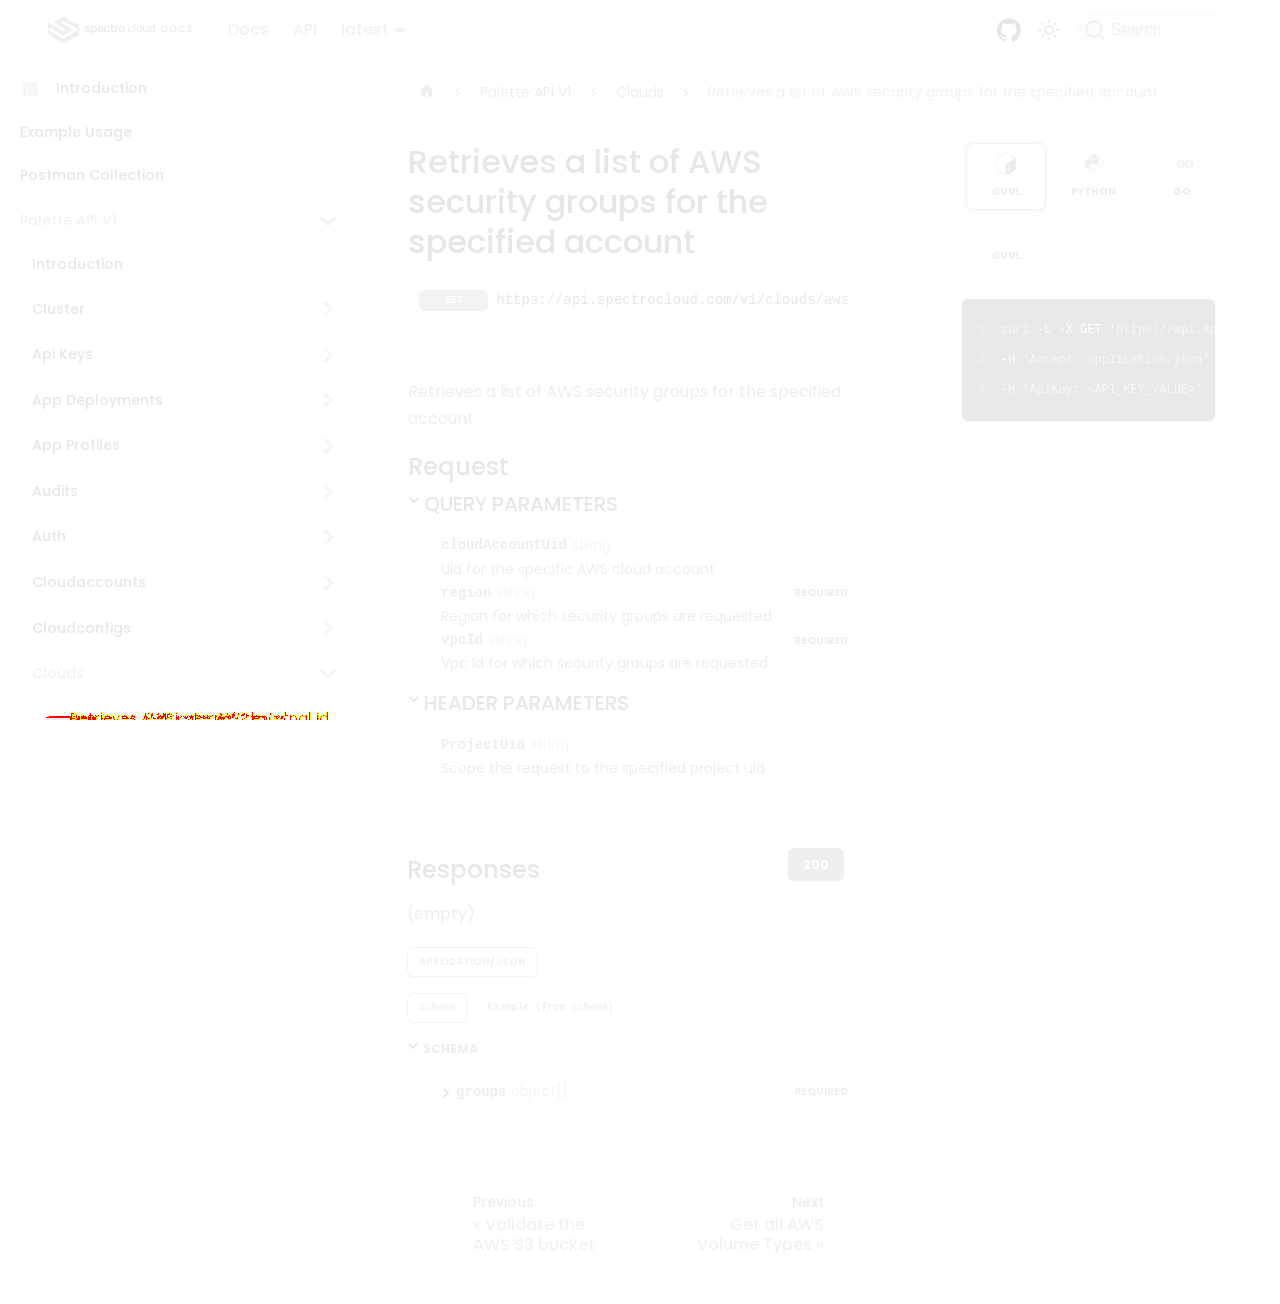 spectro cloud DOCS
Docs
API
latest
Search
Introduction
Example Usage
Postman Collection
Palette API V1
Introduction
Cluster
Api Keys
App Deployments
App Profiles
Audits
Auth
Cloudaccounts
Cloudconfigs
Clouds
Palette API V1
Clouds
Retrieves a list of AWS security groups for the specified account
Retrieves a list of AWS
security groups for the
specified account
GET https://api.spectrocloud.com/v1/clouds/aws
Retrieves a list of AWS security groups for the specified
account
Request
QUERY PARAMETERS
cloudAccountUid string
Uid for the specific AWS cloud account
region string REQUIRED
Region for which security groups are requested
vpcId string REQUIRED
Vpc Id for which security groups are requested
HEADER PARAMETERS
ProjectUid string
Scope the request to the specified project uid
Responses
200
(empty)
APPLICATION/JSON
Schema
Example (from schema)
SCHEMA
groups object[] REQUIRED
Previous
« Validate the
AWS S3 bucket
Next
Get all AWS
Volume Types »
CURL
PYTHON
GO
CURL
1 curl -L -X GET 'https://api.sp
2 -H 'Accept: application/json'
3 -H 'ApiKey: <API_KEY_VALUE>'